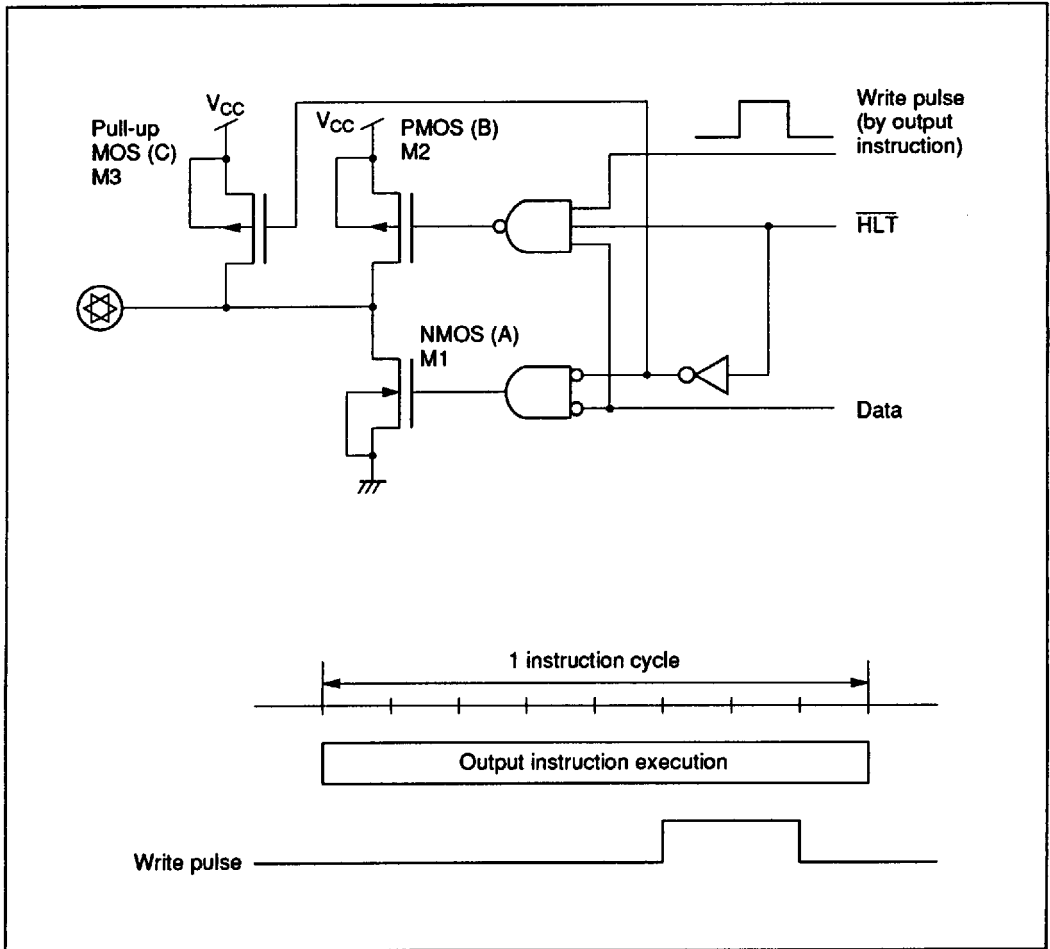 Pull-up
MOS (C)
M3
VCC
VCC
PMOS (B)
M2
Write pulse
(by output
instruction)
HLT
NMOS (A)
M1
Data
1 instruction cycle
Output instruction execution
Write pulse